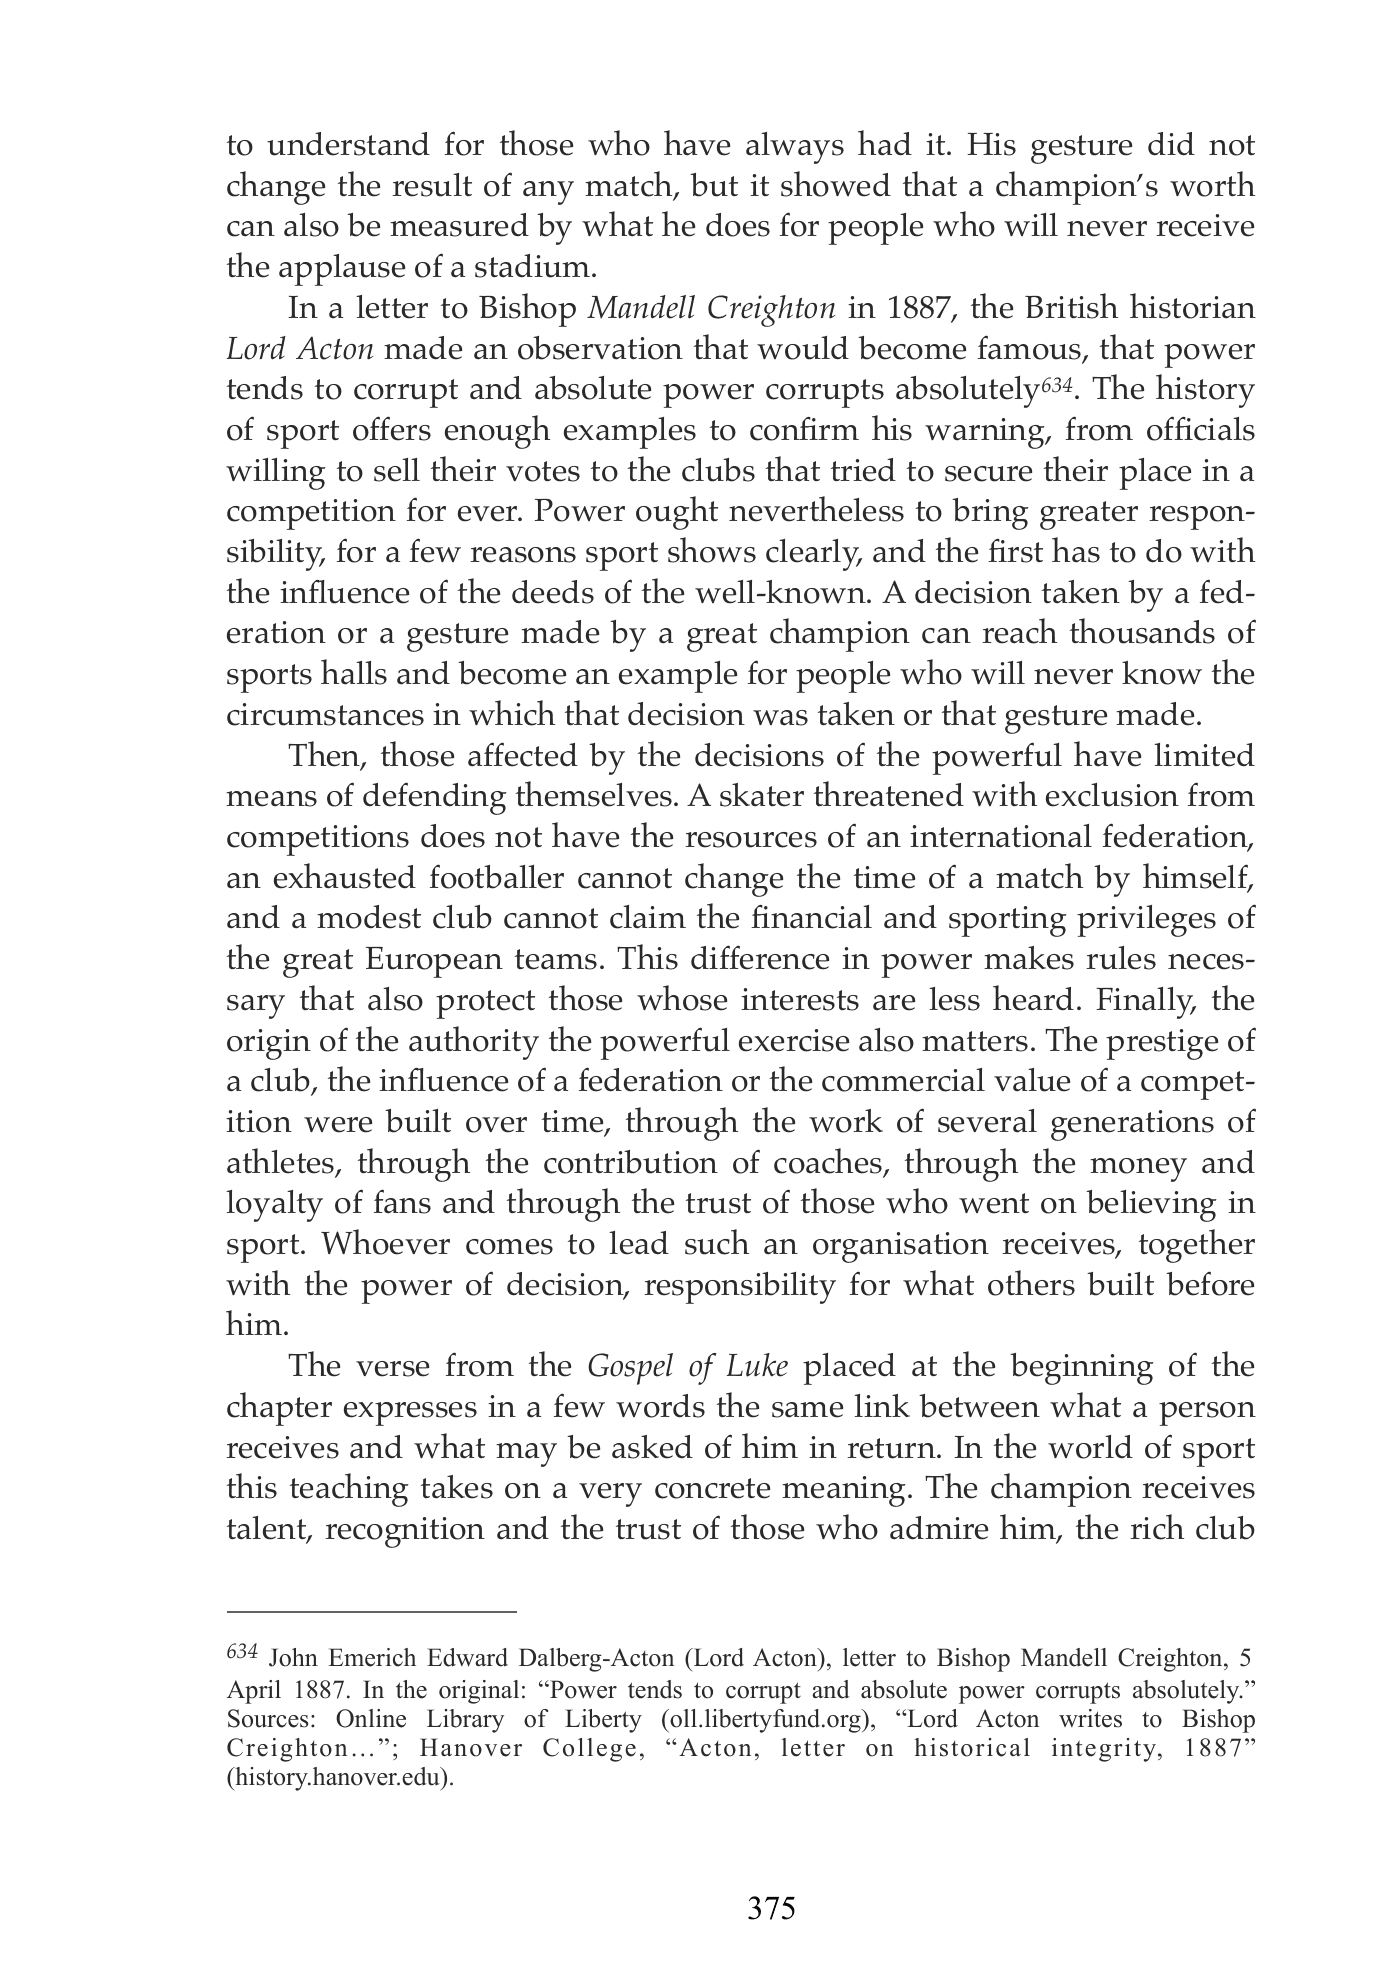 to understand for those who have always had it. His gesture did not
change the result of any match, but it showed that a champion’s worth
can also be measured by what he does for people who will never receive
the applause of a stadium.
In a letter to Bishop Mandell Creighton in 1887, the British historian
Lord Acton made an observation that would become famous, that power
tends to corrupt and absolute power corrupts absolutely634. The history
of sport offers enough examples to confirm his warning, from officials
willing to sell their votes to the clubs that tried to secure their place in a
competition for ever. Power ought nevertheless to bring greater respon-
sibility, for a few reasons sport shows clearly, and the first has to do with
the influence of the deeds of the well-known. A decision taken by a fed-
eration or a gesture made by a great champion can reach thousands of
sports halls and become an example for people who will never know the
circumstances in which that decision was taken or that gesture made.
Then, those affected by the decisions of the powerful have limited
means of defending themselves. A skater threatened with exclusion from
competitions does not have the resources of an international federation,
an exhausted footballer cannot change the time of a match by himself,
and a modest club cannot claim the financial and sporting privileges of
the great European teams. This difference in power makes rules neces-
sary that also protect those whose interests are less heard. Finally, the
origin of the authority the powerful exercise also matters. The prestige of
a club, the influence of a federation or the commercial value of a compet-
ition were built over time, through the work of several generations of
athletes, through the contribution of coaches, through the money and
loyalty of fans and through the trust of those who went on believing in
sport. Whoever comes to lead such an organisation receives, together
with the power of decision, responsibility for what others built before
him.
The verse from the Gospel of Luke placed at the beginning of the
chapter expresses in a few words the same link between what a person
receives and what may be asked of him in return. In the world of sport
this teaching takes on a very concrete meaning. The champion receives
talent, recognition and the trust of those who admire him, the rich club
634 John Emerich Edward Dalberg-Acton (Lord Acton), letter to Bishop Mandell Creighton, 5
April 1887. In the original: “Power tends to corrupt and absolute power corrupts absolutely.”
Sources: Online Library of Liberty (oll.libertyfund.org), “Lord Acton writes to Bishop
Creighton…”; Hanover College, “Acton, letter on historical integrity, 1887”
(history.hanover.edu).
375